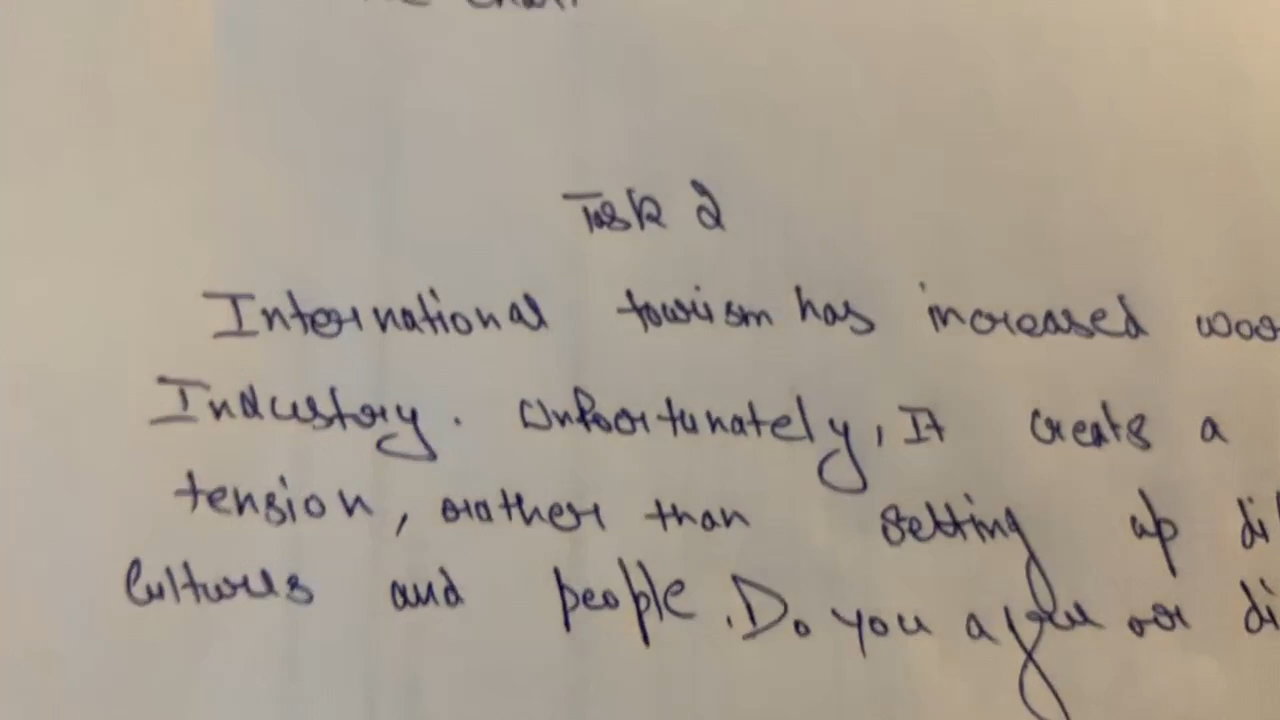 Task 2
International tourism has increased
Industory. Unfortunately, It creats a
tension, rather than setting up
Cultures and people. Do you agree or